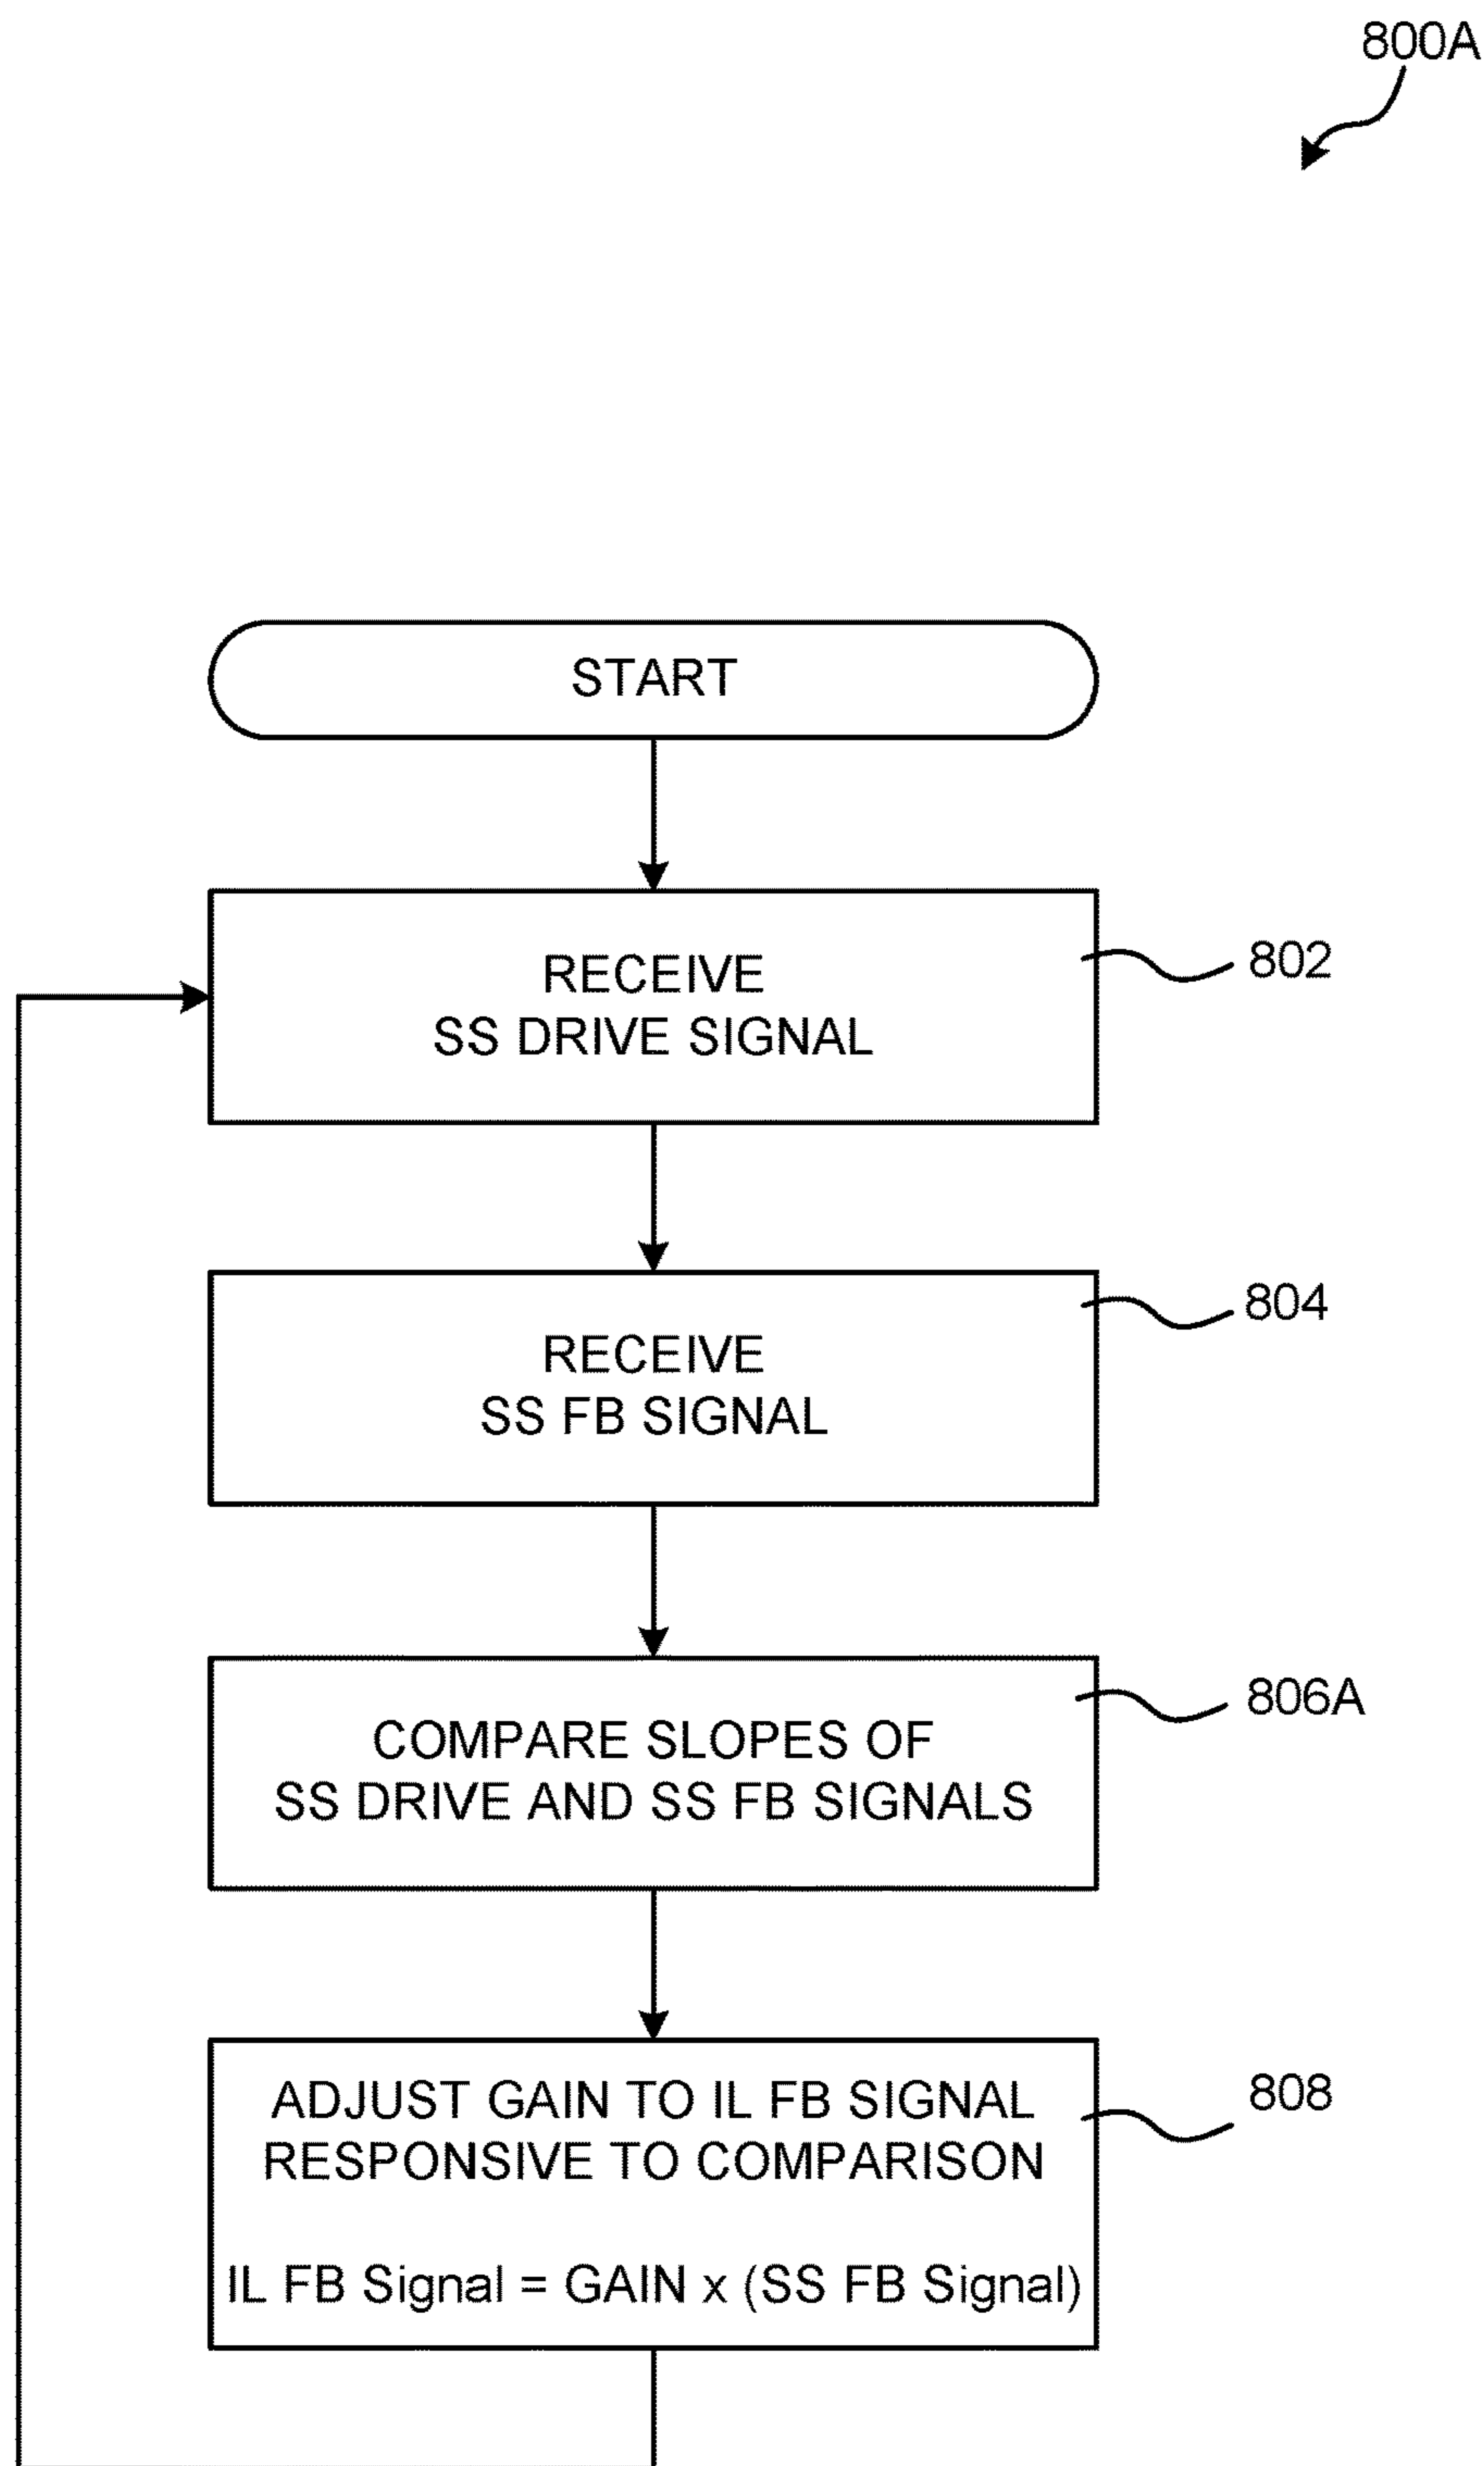 800A
START
RECEIVE
SS DRIVE SIGNAL
802
RECEIVE
SS FB SIGNAL
804
COMPARE SLOPES OF
SS DRIVE AND SS FB SIGNALS
806A
ADJUST GAIN TO IL FB SIGNAL
RESPONSIVE TO COMPARISON
IL FB Signal = GAIN x (SS FB Signal)
808